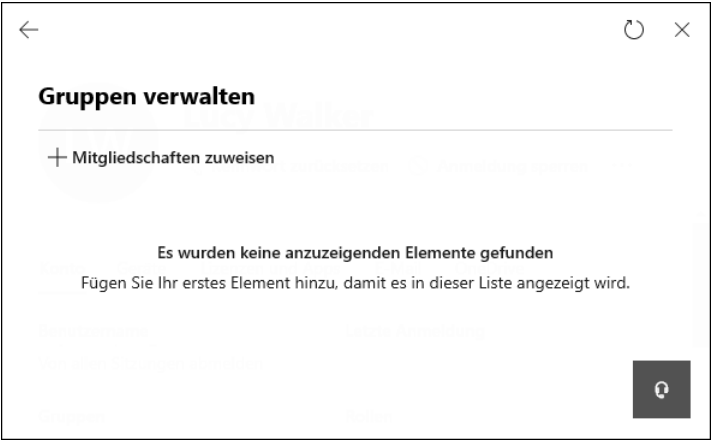 Gruppen verwalten
Mitgliedschaften zuweisen
Es wurden keine anzuzeigenden Elemente gefunden
Fügen Sie Ihr erstes Element hinzu, damit es in dieser Liste angezeigt wird.